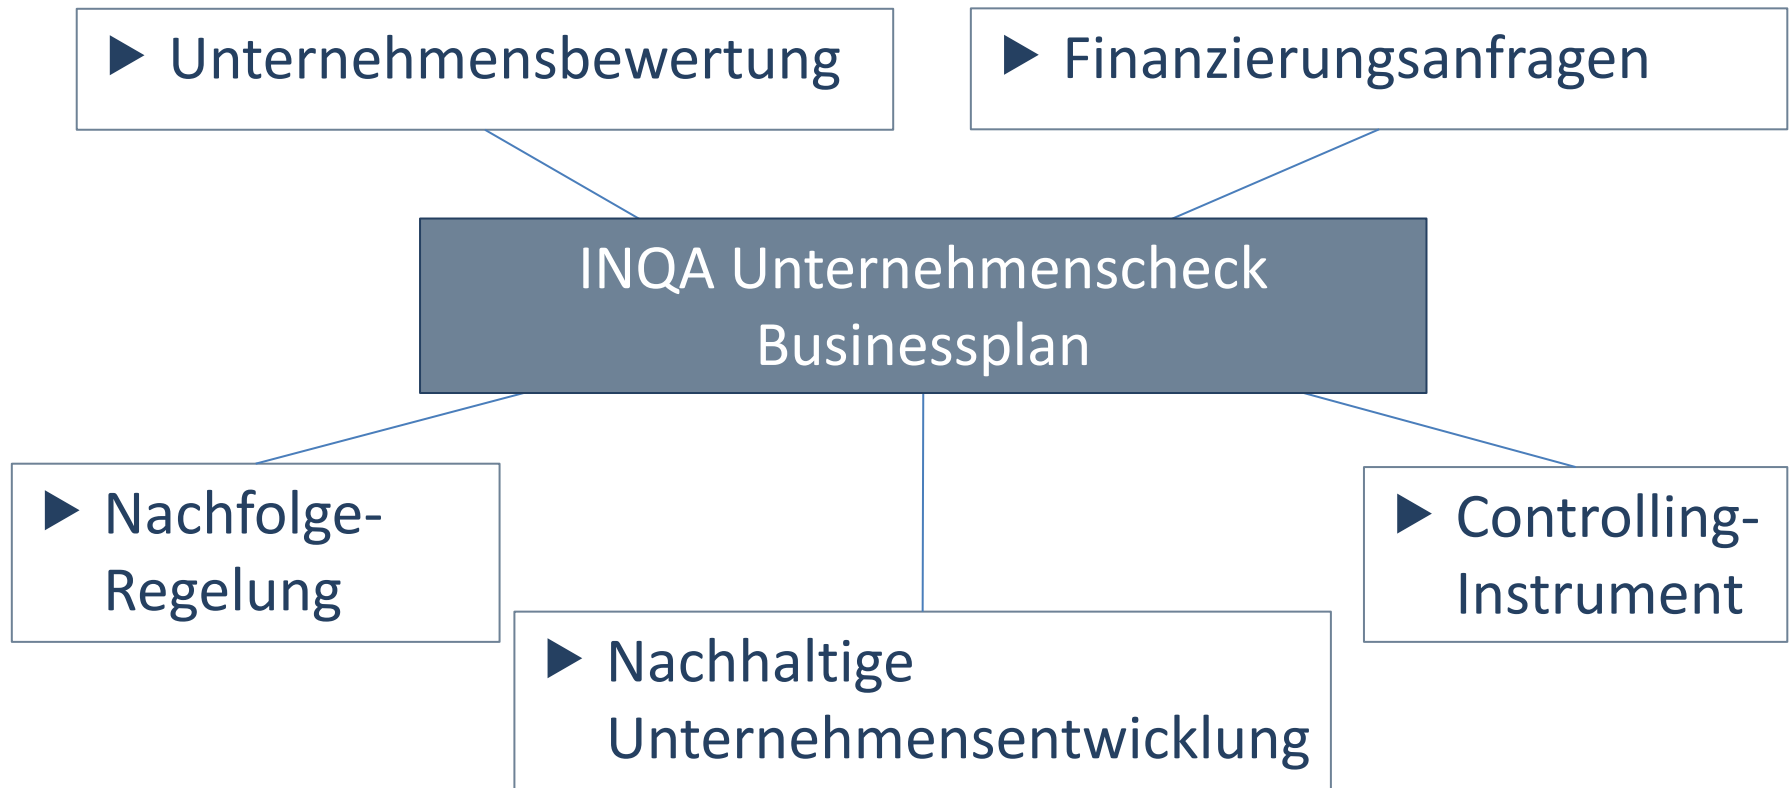 ▶ Unternehmensbewertung
▶ Finanzierungsanfragen
INQA Unternehmenscheck
Businessplan
▶ Nachfolge-
Regelung
▶ Controlling-
Instrument
▶ Nachhaltige
Unternehmensentwicklung